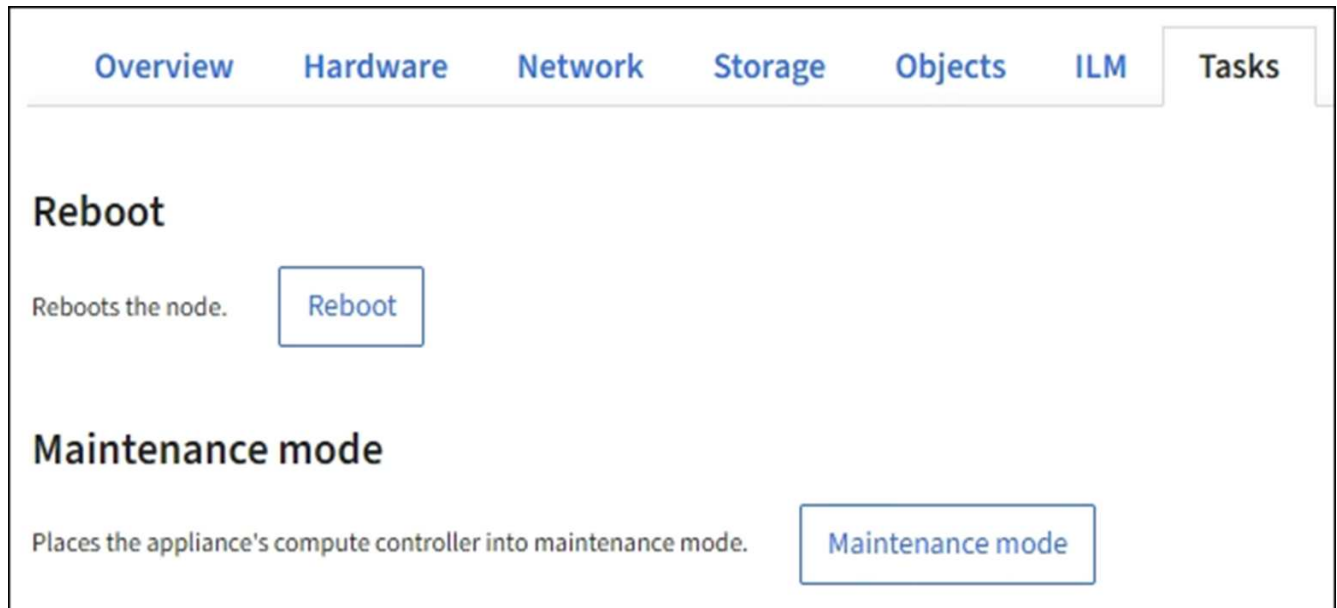 Overview Hardware Network Storage Objects ILM Tasks
Reboot
Reboots the node. Reboot
Maintenance mode
Places the appliance's compute controller into maintenance mode. Maintenance mode